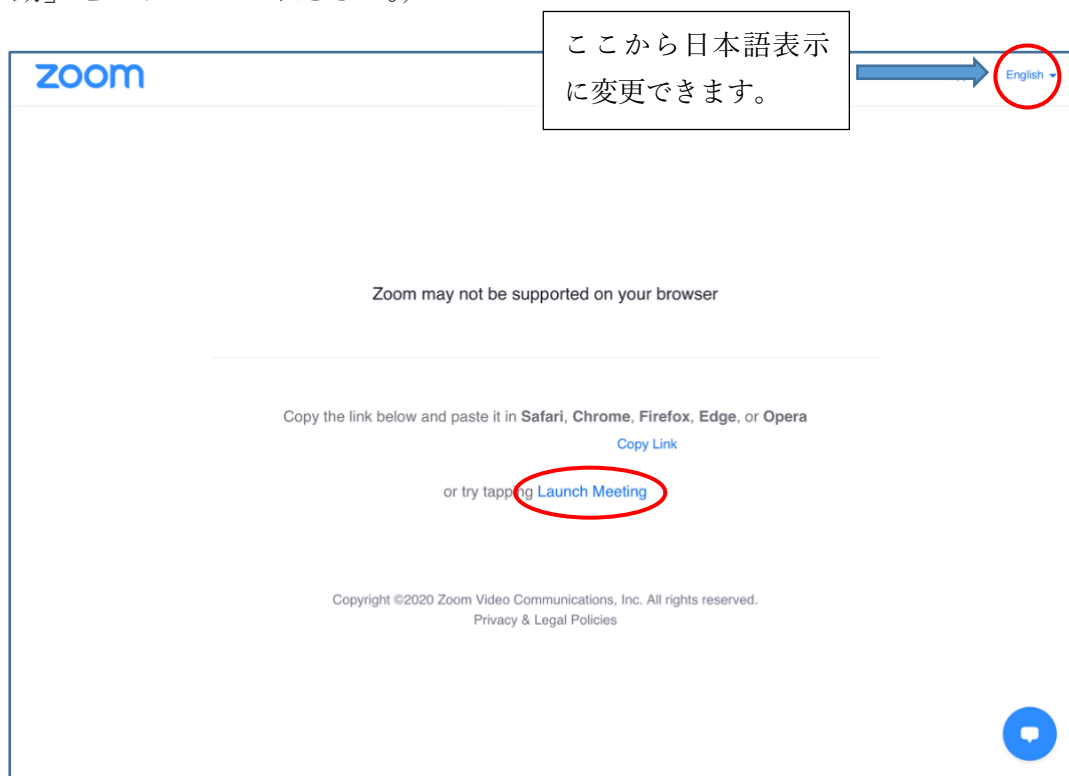 ここから日本語表示
に変更できます。
zoom
English
Zoom may not be supported on your browser
Copy the link below and paste it in Safari, Chrome, Firefox, Edge, or Opera
Copy Link
or try tapping Launch Meeting
Copyright ©2020 Zoom Video Communications, Inc. All rights reserved.
Privacy & Legal Policies